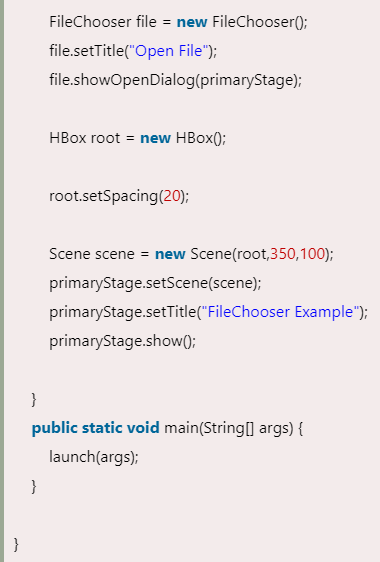 FileChooser file = new FileChooser();
file.setTitle("Open File");
file.showOpenDialog(primaryStage);
HBox root = new HBox();
root.setSpacing(20);
Scene scene = new Scene(root,350,100);
primaryStage.setScene(scene);
primaryStage.setTitle("FileChooser Example");
primaryStage.show();
}
public static void main(String[] args) {
launch(args);
}
}